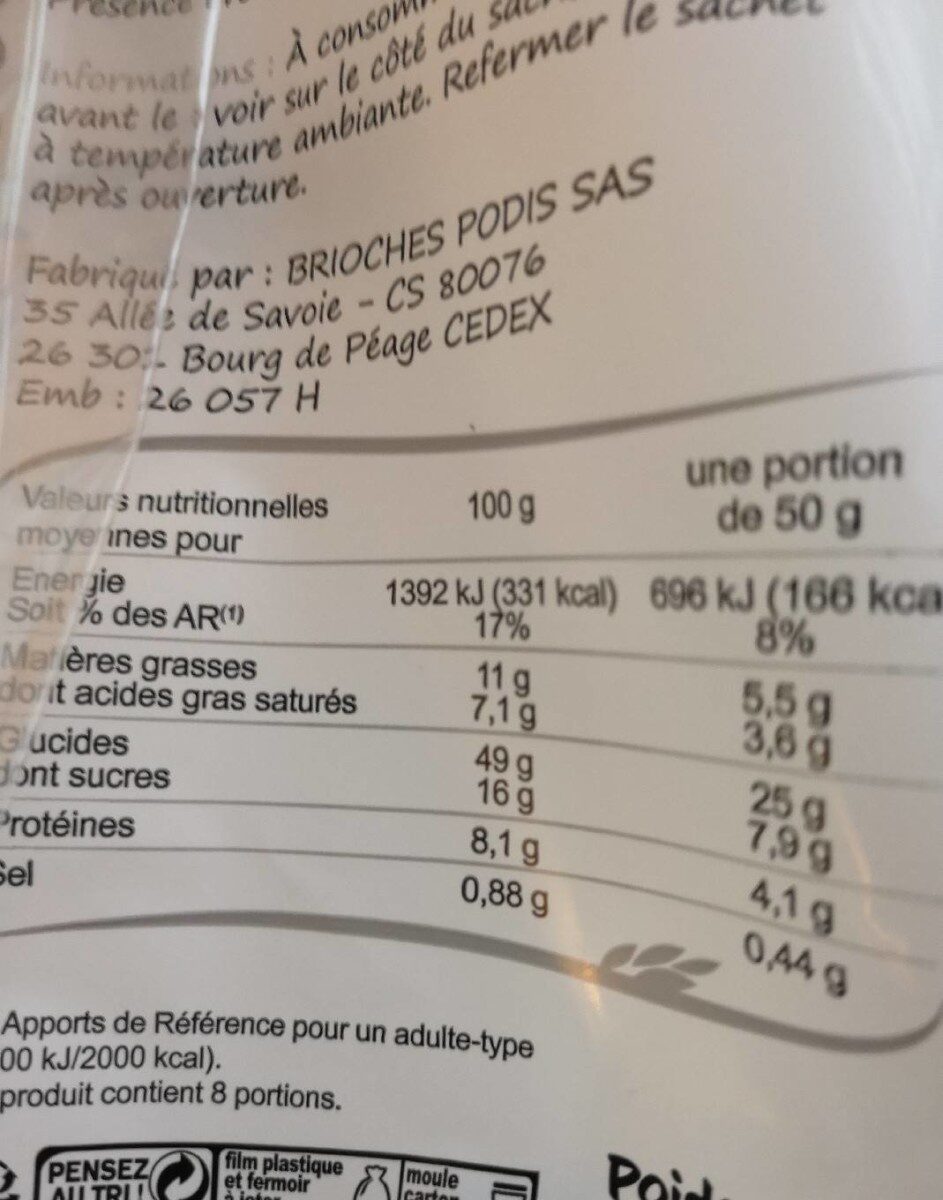 Informations : À
avant le : voir sur le côté du
à température ambiante. Refermer le sachet
après ouverture.
Fabriqué par : BRIOCHES PODIS SAS
35 Allée de Savoie - CS 80076
26 30 - Bourg de Péage CEDEX
Emb : 26 057 H
Valeurs nutritionnelles moyennes pour 100 g une portion de 50 g
Energie 1392 kJ (331 kcal) 696 kJ (166 kca
Soit % des AR(1) 17% 8%
Matières grasses 11 g 5,5 g
dont acides gras saturés 7,1 g 3,6 g
Glucides 49 g 25 g
dont sucres 16 g 7,9 g
Protéines 8,1 g 4,1 g
Sel 0,88 g 0,44 g
Apports de Référence pour un adulte-type
00 kJ/2000 kcal).
produit contient 8 portions.
PENSEZ
AU TRI !
film plastique
et fermoir
moule